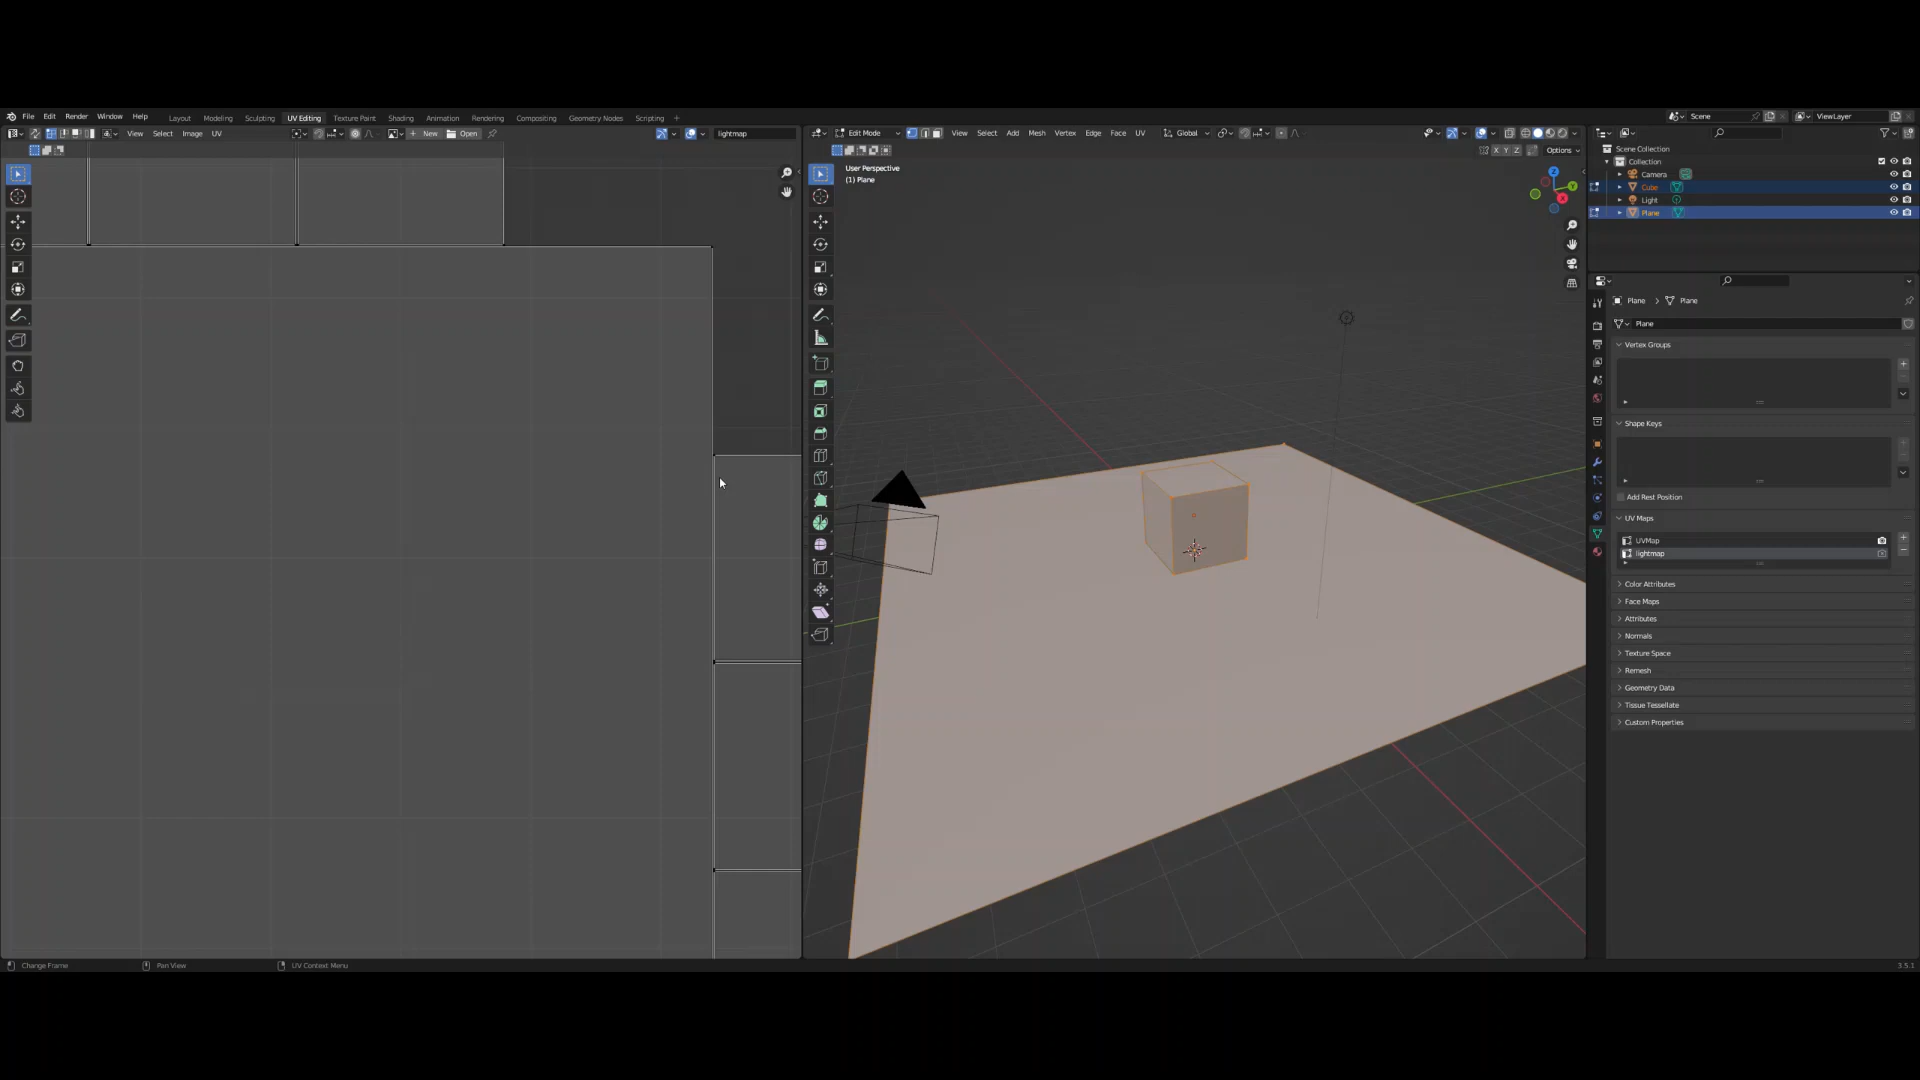 File Edit Render Window Help Layout Modeling Sculpting UV Editing Texture Paint Shading Animation Rendering Compositing Geometry Nodes Scripting + Scene ViewLayer
View Select Image UV New Open lightmap
Edit Mode View Select Add Mesh Vertex Edge Face UV Global
X Y Z Options
User Perspective
(1) Plane
Z
Y
X
Scene Collection
Collection
Camera
Cube
Light
Plane
Plane > Plane
Plane
Vertex Groups
Shape Keys
Add Rest Position
UV Maps
UVMap
lightmap
Color Attributes
Face Maps
Attributes
Normals
Texture Space
Remesh
Geometry Data
Tissue Tessellate
Custom Properties
Change Frame Pan View UV Context Menu 3.5.1